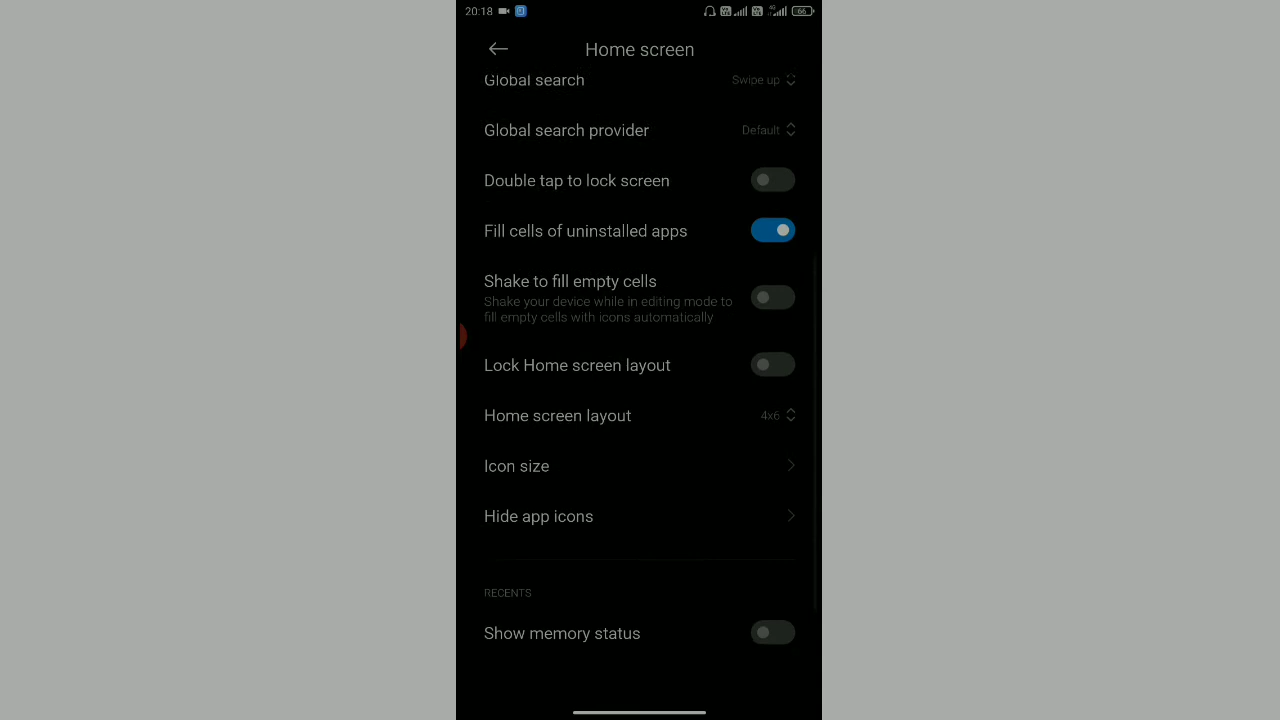 20:18 66
Home screen
Global search Swipe up
Global search provider Default
Double tap to lock screen
Fill cells of uninstalled apps
Shake to fill empty cells
Shake your device while in editing mode to
fill empty cells with icons automatically
Lock Home screen layout
Home screen layout 4x6
Icon size
Hide app icons
RECENTS
Show memory status